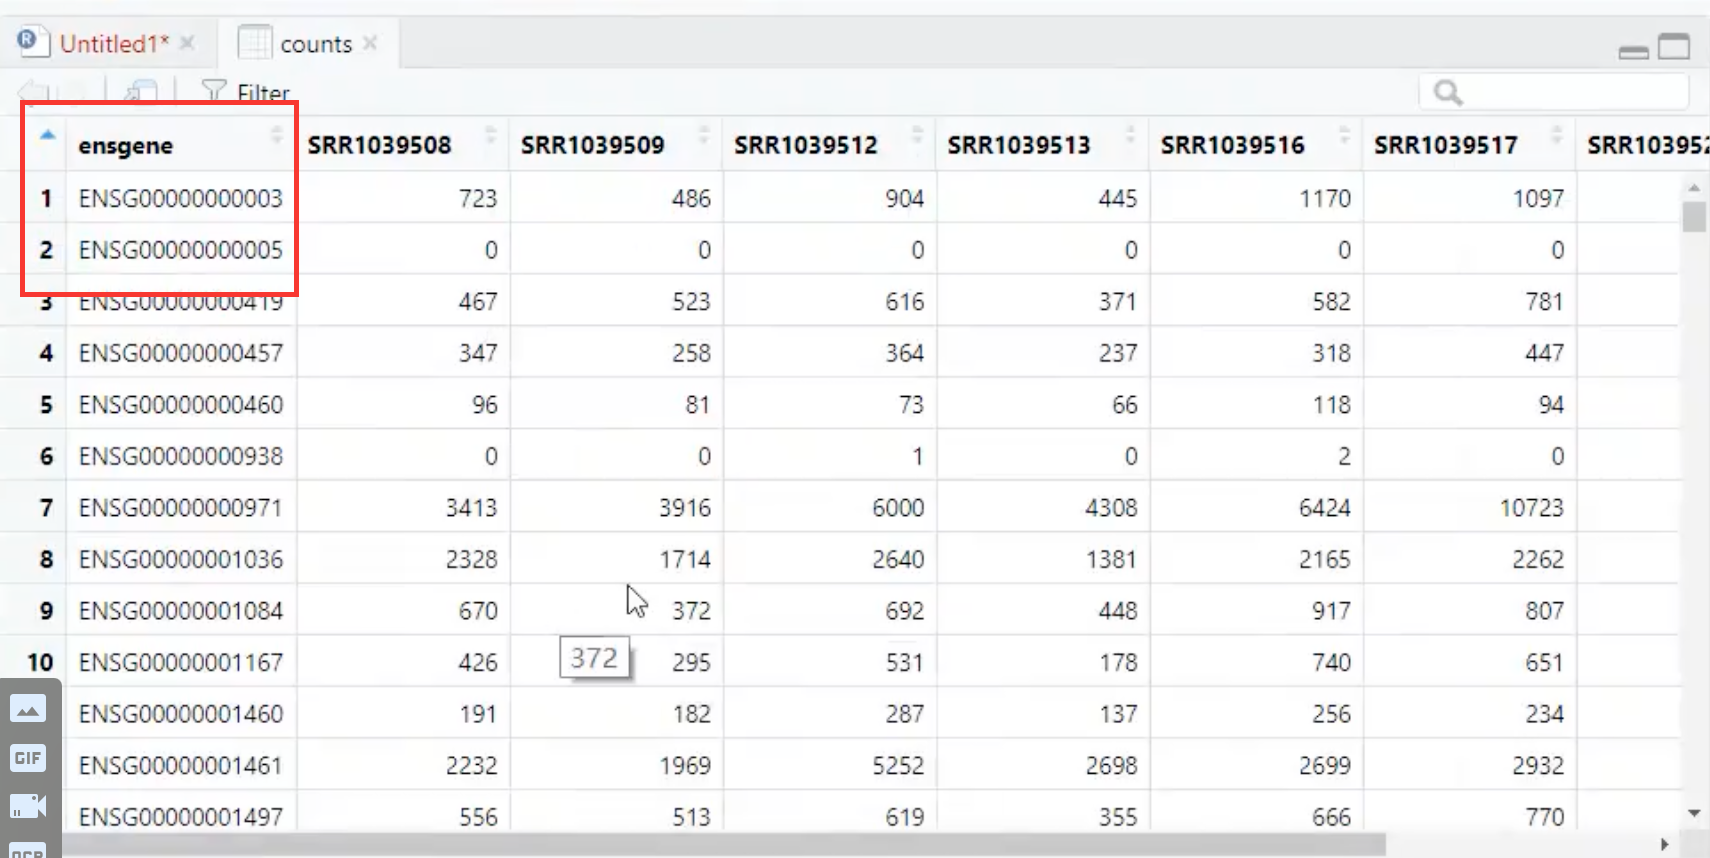 Untitled1* counts
Filter
ensgene SRR1039508 SRR1039509 SRR1039512 SRR1039513 SRR1039516 SRR1039517 SRR103952
1 ENSG00000000003 723 486 904 445 1170 1097
2 ENSG00000000005 0 0 0 0 0 0
3 ENSG00000000419 467 523 616 371 582 781
4 ENSG00000000457 347 258 364 237 318 447
5 ENSG00000000460 96 81 73 66 118 94
6 ENSG00000000938 0 0 1 0 2 0
7 ENSG00000000971 3413 3916 6000 4308 6424 10723
8 ENSG00000001036 2328 1714 2640 1381 2165 2262
9 ENSG00000001084 670 372 692 448 917 807
10 ENSG00000001167 426 372 295 531 178 740 651
ENSG00000001460 191 182 287 137 256 234
GIF ENSG00000001461 2232 1969 5252 2698 2699 2932
ENSG00000001497 556 513 619 355 666 770
OCR